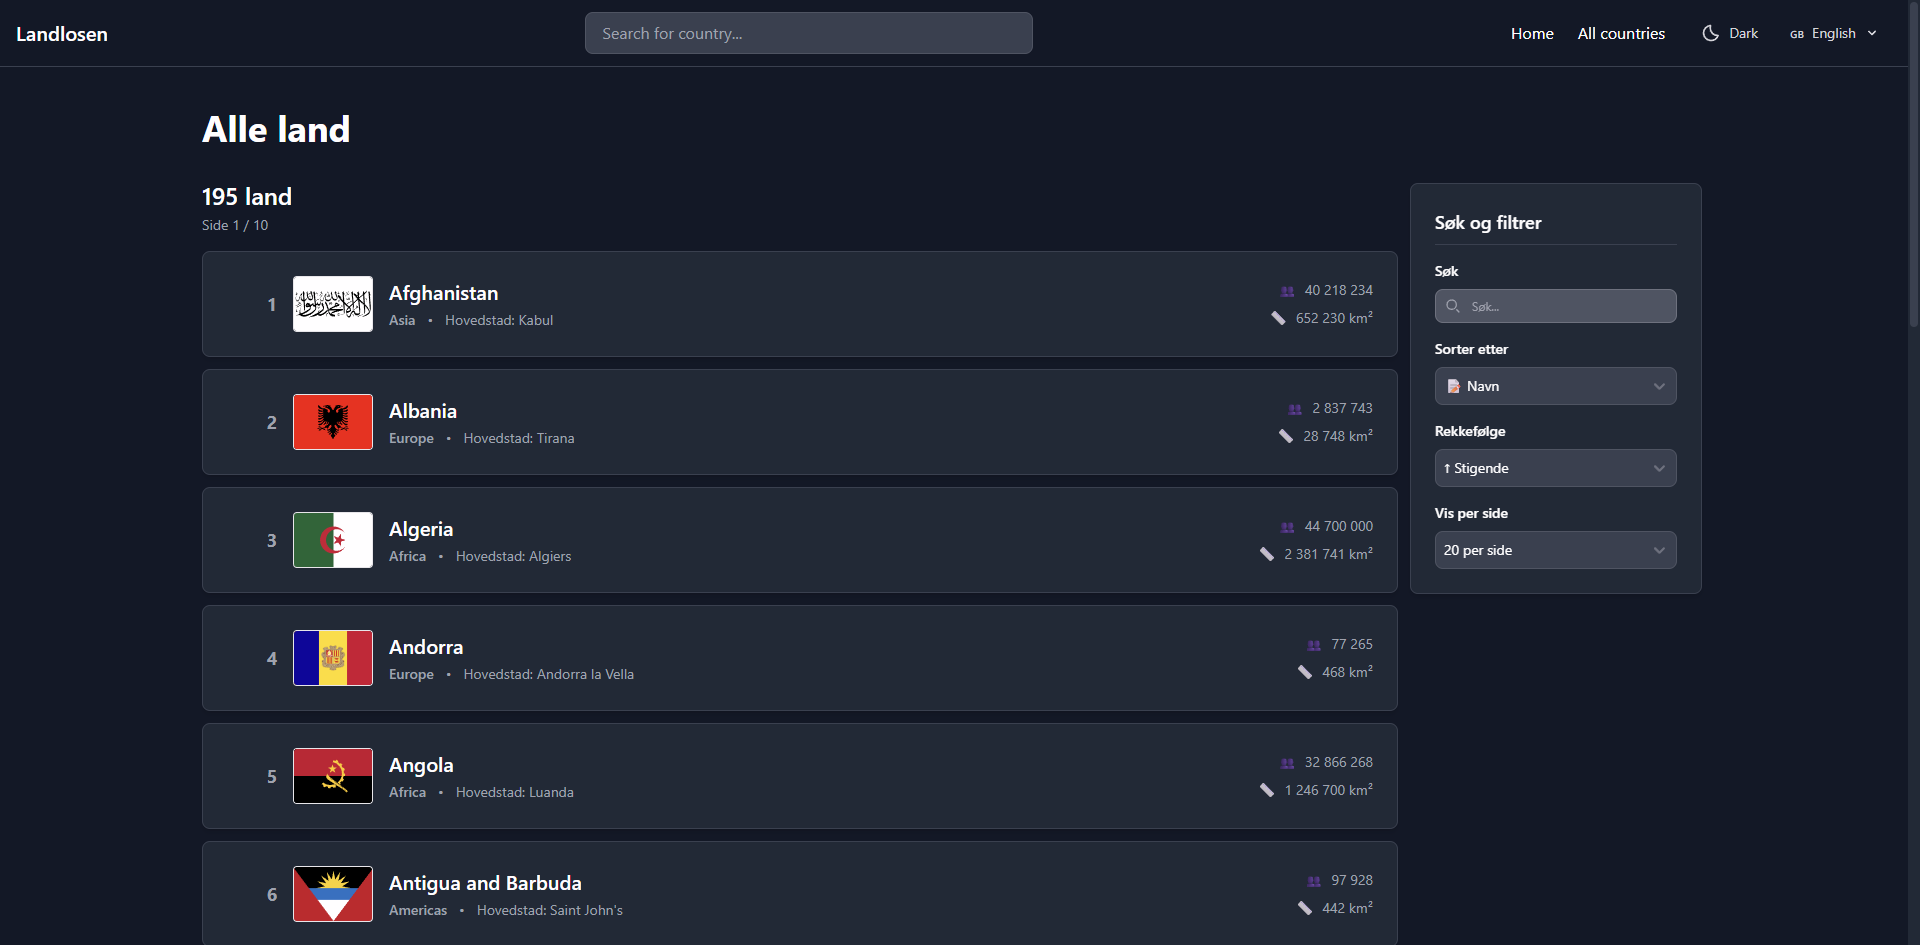 Landlosen
Search for country...
Home
All countries
Dark
GB English
Alle land
195 land
Side 1 / 10
1
Afghanistan
Asia • Hovedstad: Kabul
40 218 234
652 230 km²
2
Albania
Europe • Hovedstad: Tirana
2 837 743
28 748 km²
3
Algeria
Africa • Hovedstad: Algiers
44 700 000
2 381 741 km²
4
Andorra
Europe • Hovedstad: Andorra la Vella
77 265
468 km²
5
Angola
Africa • Hovedstad: Luanda
32 866 268
1 246 700 km²
6
Antigua and Barbuda
Americas • Hovedstad: Saint John's
97 928
442 km²
Søk og filtrer
Søk
Søk...
Sorter etter
Navn
Rekkefølge
↑ Stigende
Vis per side
20 per side